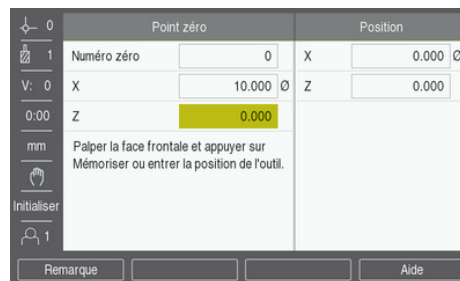 0
Point zéro
Position
1
Numéro zéro
0
X
0.000 Ø
V: 0
X
10.000 Ø
Z
0.000
0:00
Z
0.000
mm
Palper la face frontale et appuyer sur
Mémoriser ou entrer la position de l'outil.
Initialiser
1
Remarque
Aide